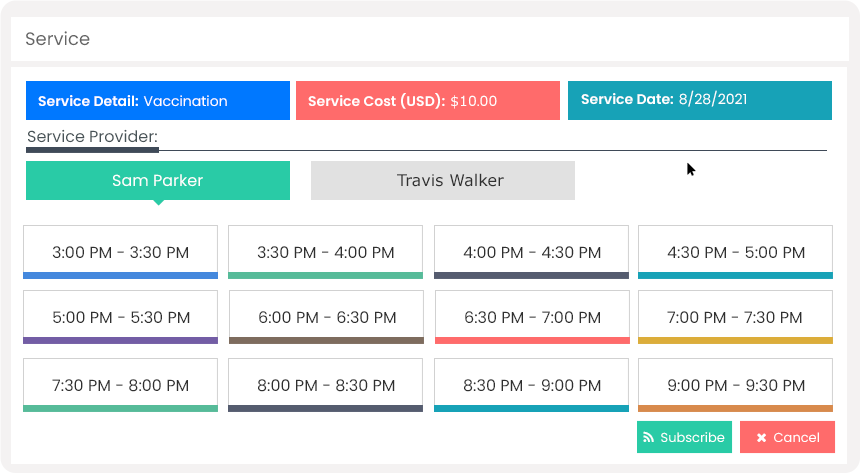 Service
Service Detail: Vaccination
Service Cost (USD): $10.00
Service Date: 8/28/2021
Service Provider:
Sam Parker
Travis Walker
3:00 PM - 3:30 PM
3:30 PM - 4:00 PM
4:00 PM - 4:30 PM
4:30 PM - 5:00 PM
5:00 PM - 5:30 PM
6:00 PM - 6:30 PM
6:30 PM - 7:00 PM
7:00 PM - 7:30 PM
7:30 PM - 8:00 PM
8:00 PM - 8:30 PM
8:30 PM - 9:00 PM
9:00 PM - 9:30 PM
Subscribe
Cancel